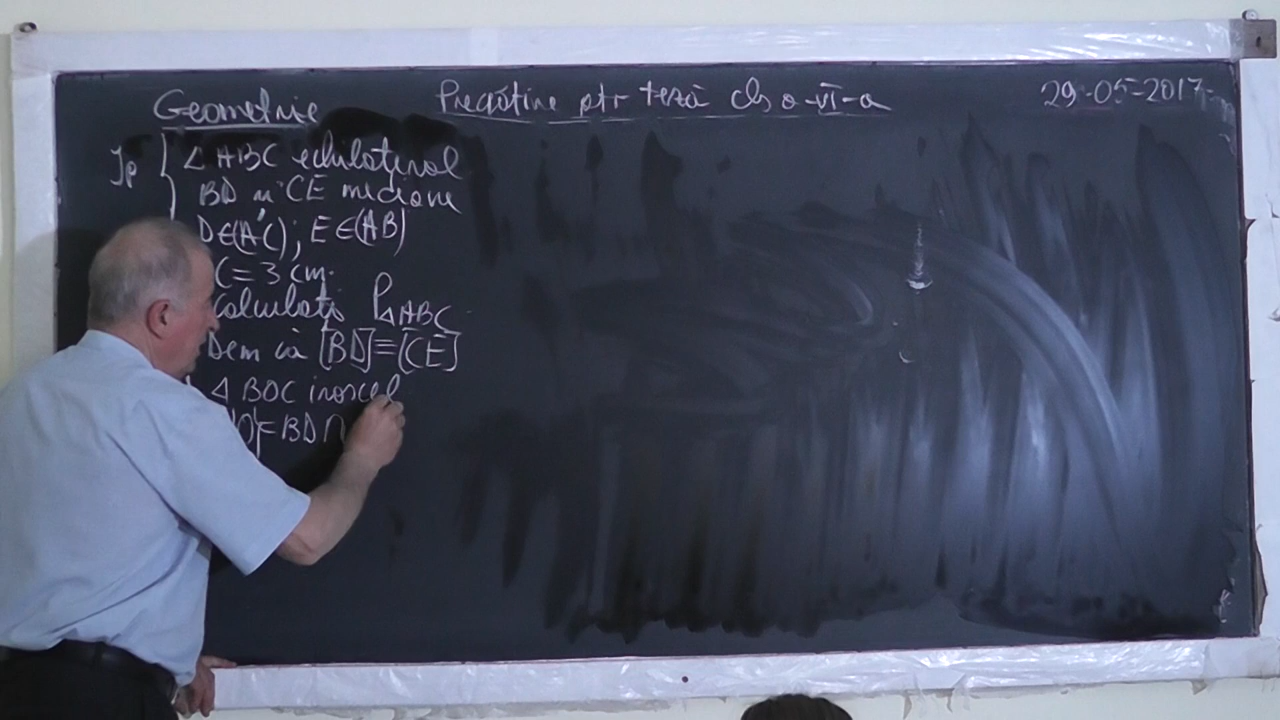 Geometrie
Pregătire ptr teză cls a-VI-a
29-05-2017
Ip { Δ ABC echilateral
BD și CE mediane
D∈(AC); E∈(AB)
C = 3 cm.
Calculați P ΔABC
Dem că [BD]≡[CE]
Δ BOC isoscel
= BD ∩